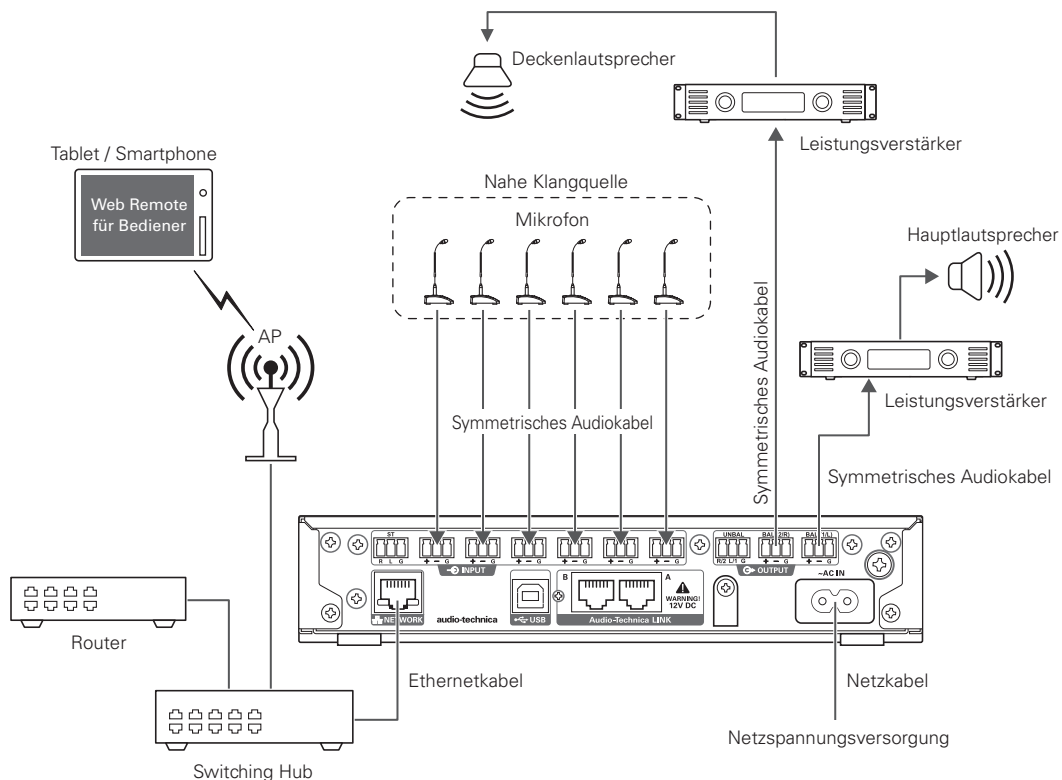 Deckenlautsprecher
Leistungsverstärker
Tablet / Smartphone
Web Remote
für Bediener
Nahe Klangquelle
Mikrofon
Hauptlautsprecher
AP
Leistungsverstärker
Symmetrisches Audiokabel
Symmetrisches Audiokabel
Symmetrisches Audiokabel
ST
UNBAL
BAL(2/R)
BAL(1/L)
R L G
+ − G
+ − G
+ − G
+ − G
+ − G
+ − G
R/2 L/1 G
+ − G
+ − G
INPUT
OUTPUT
~AC IN
B
A
WARNING!
12V DC
NETWORK
audio-technica
USB
Audio-Technica LINK
Router
Ethernetkabel
Netzkabel
Netzspannungsversorgung
Switching Hub